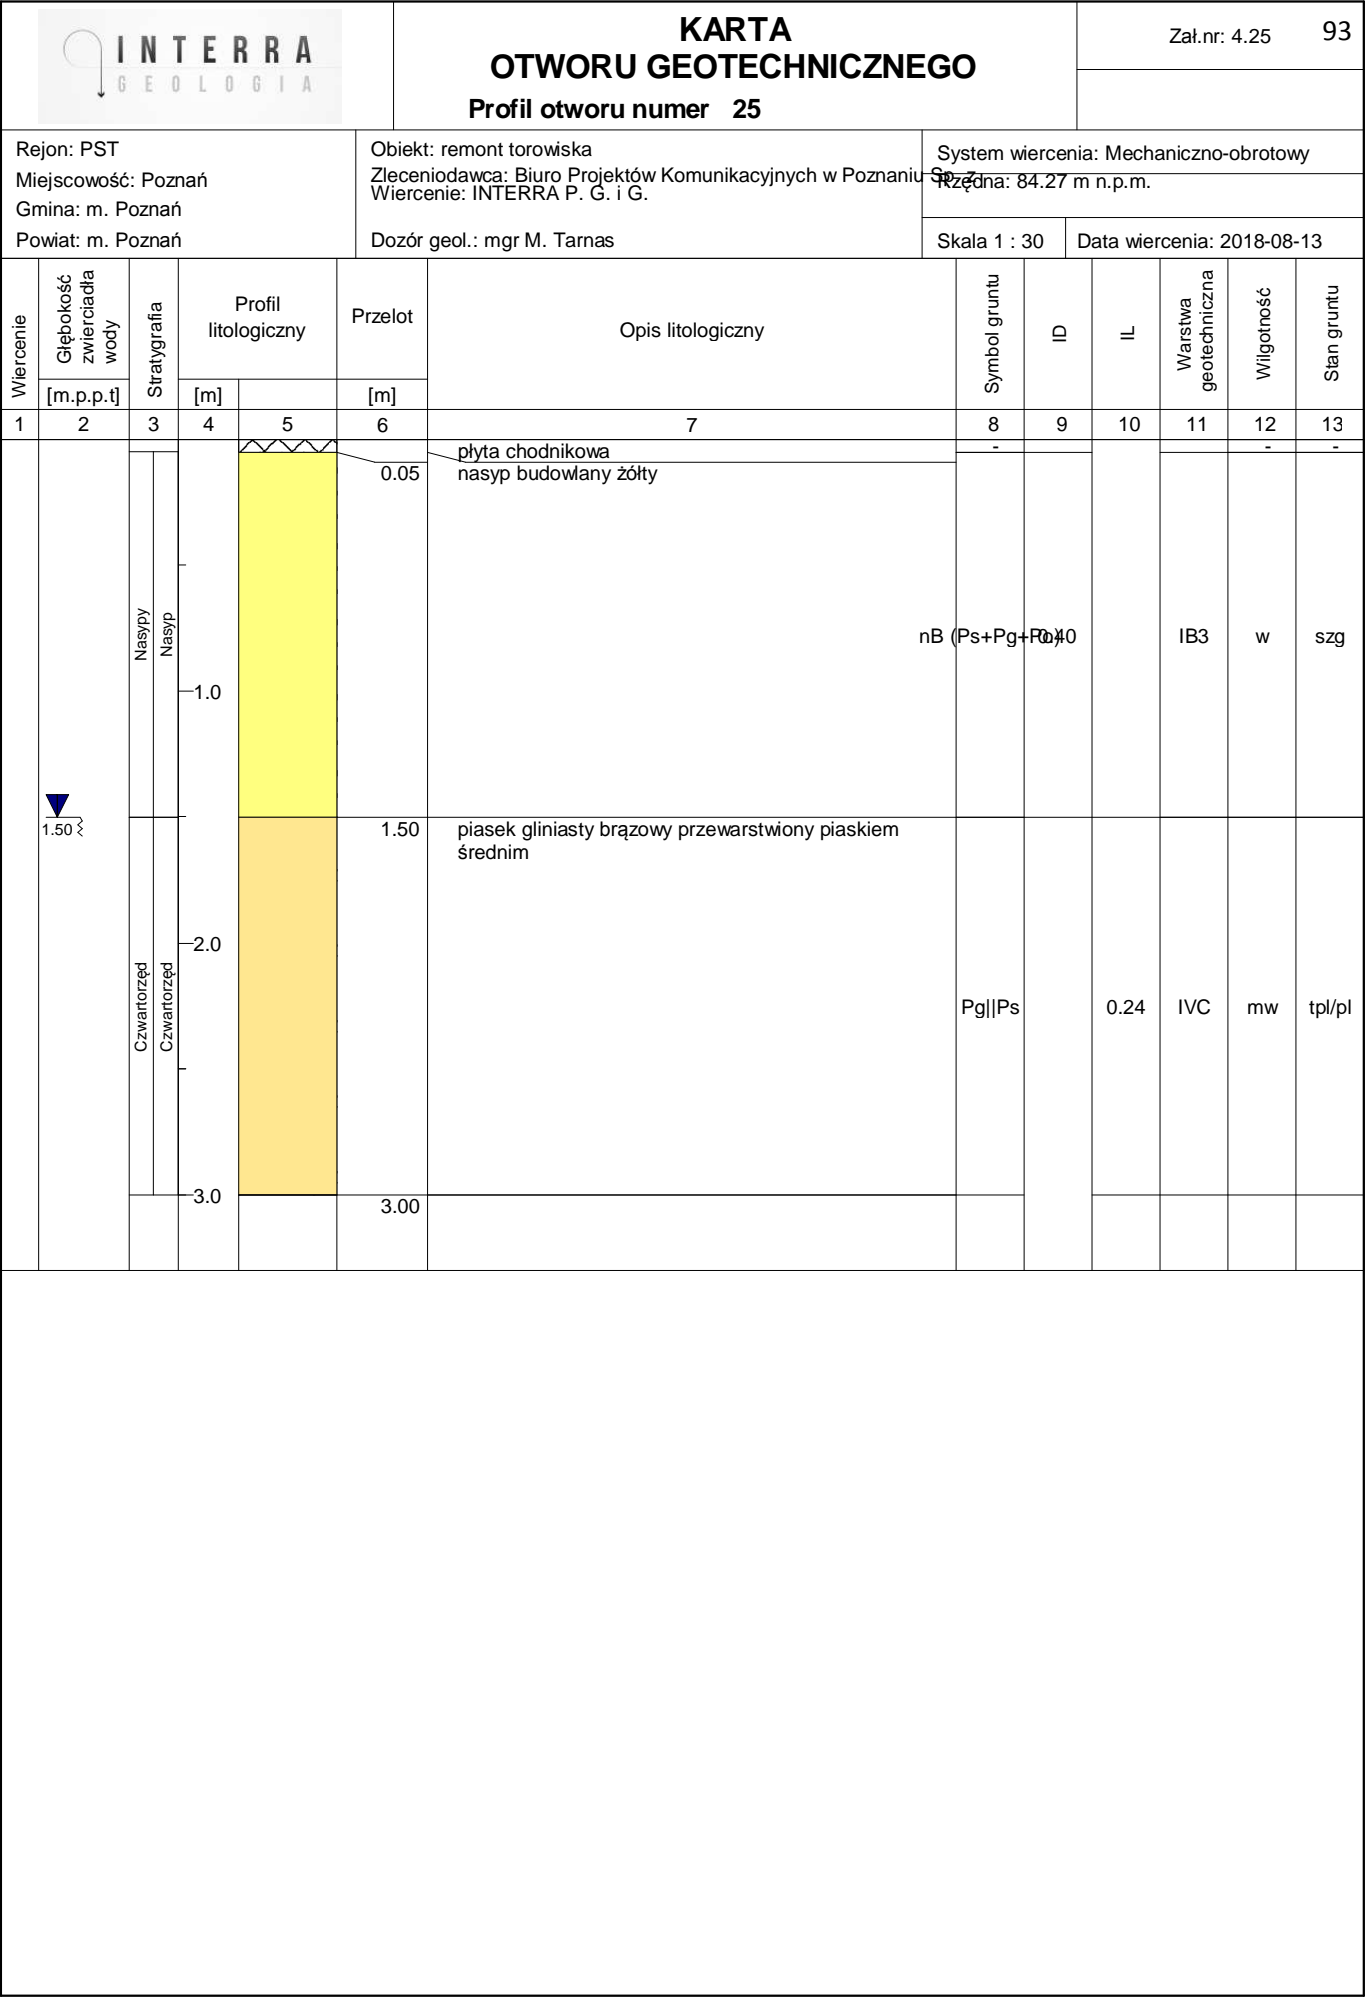 INTERRA
GEOLOGIA
KARTA
OTWORU GEOTECHNICZNEGO
Profil otworu numer 25
Zał.nr: 4.25
93
Rejon: PST
Miejscowość: Poznań
Gmina: m. Poznań
Powiat: m. Poznań
Obiekt: remont torowiska
Zleceniodawca: Biuro Projektów Komunikacyjnych w Poznaniu Sp. z
Wiercenie: INTERRA P. G. i G.
Dozór geol.: mgr M. Tarnas
System wiercenia: Mechaniczno-obrotowy
Rzędna: 84.27 m n.p.m.
Skala 1 : 30
Data wiercenia: 2018-08-13
Wiercenie
Głębokość
zwierciadła
wody
[m.p.p.t]
Stratygrafia
Profil
litologiczny
[m]
Przelot
[m]
Opis litologiczny
Symbol gruntu
ID
IL
Warstwa
geotechniczna
Wilgotność
Stan gruntu
1 2 3 4 5 6 7 8 9 10 11 12 13
płyta chodnikowa
- - -
0.05 nasyp budowlany żółty
Nasypy
Nasyp
nB (Ps+Pg+Po) 0.40 IB3 w szg
1.0
1.50
1.50 piasek gliniasty brązowy przewarstwiony piaskiem
średnim
2.0
Czwartorzęd
Czwartorzęd
Pg||Ps 0.24 IVC mw tpl/pl
3.0
3.00